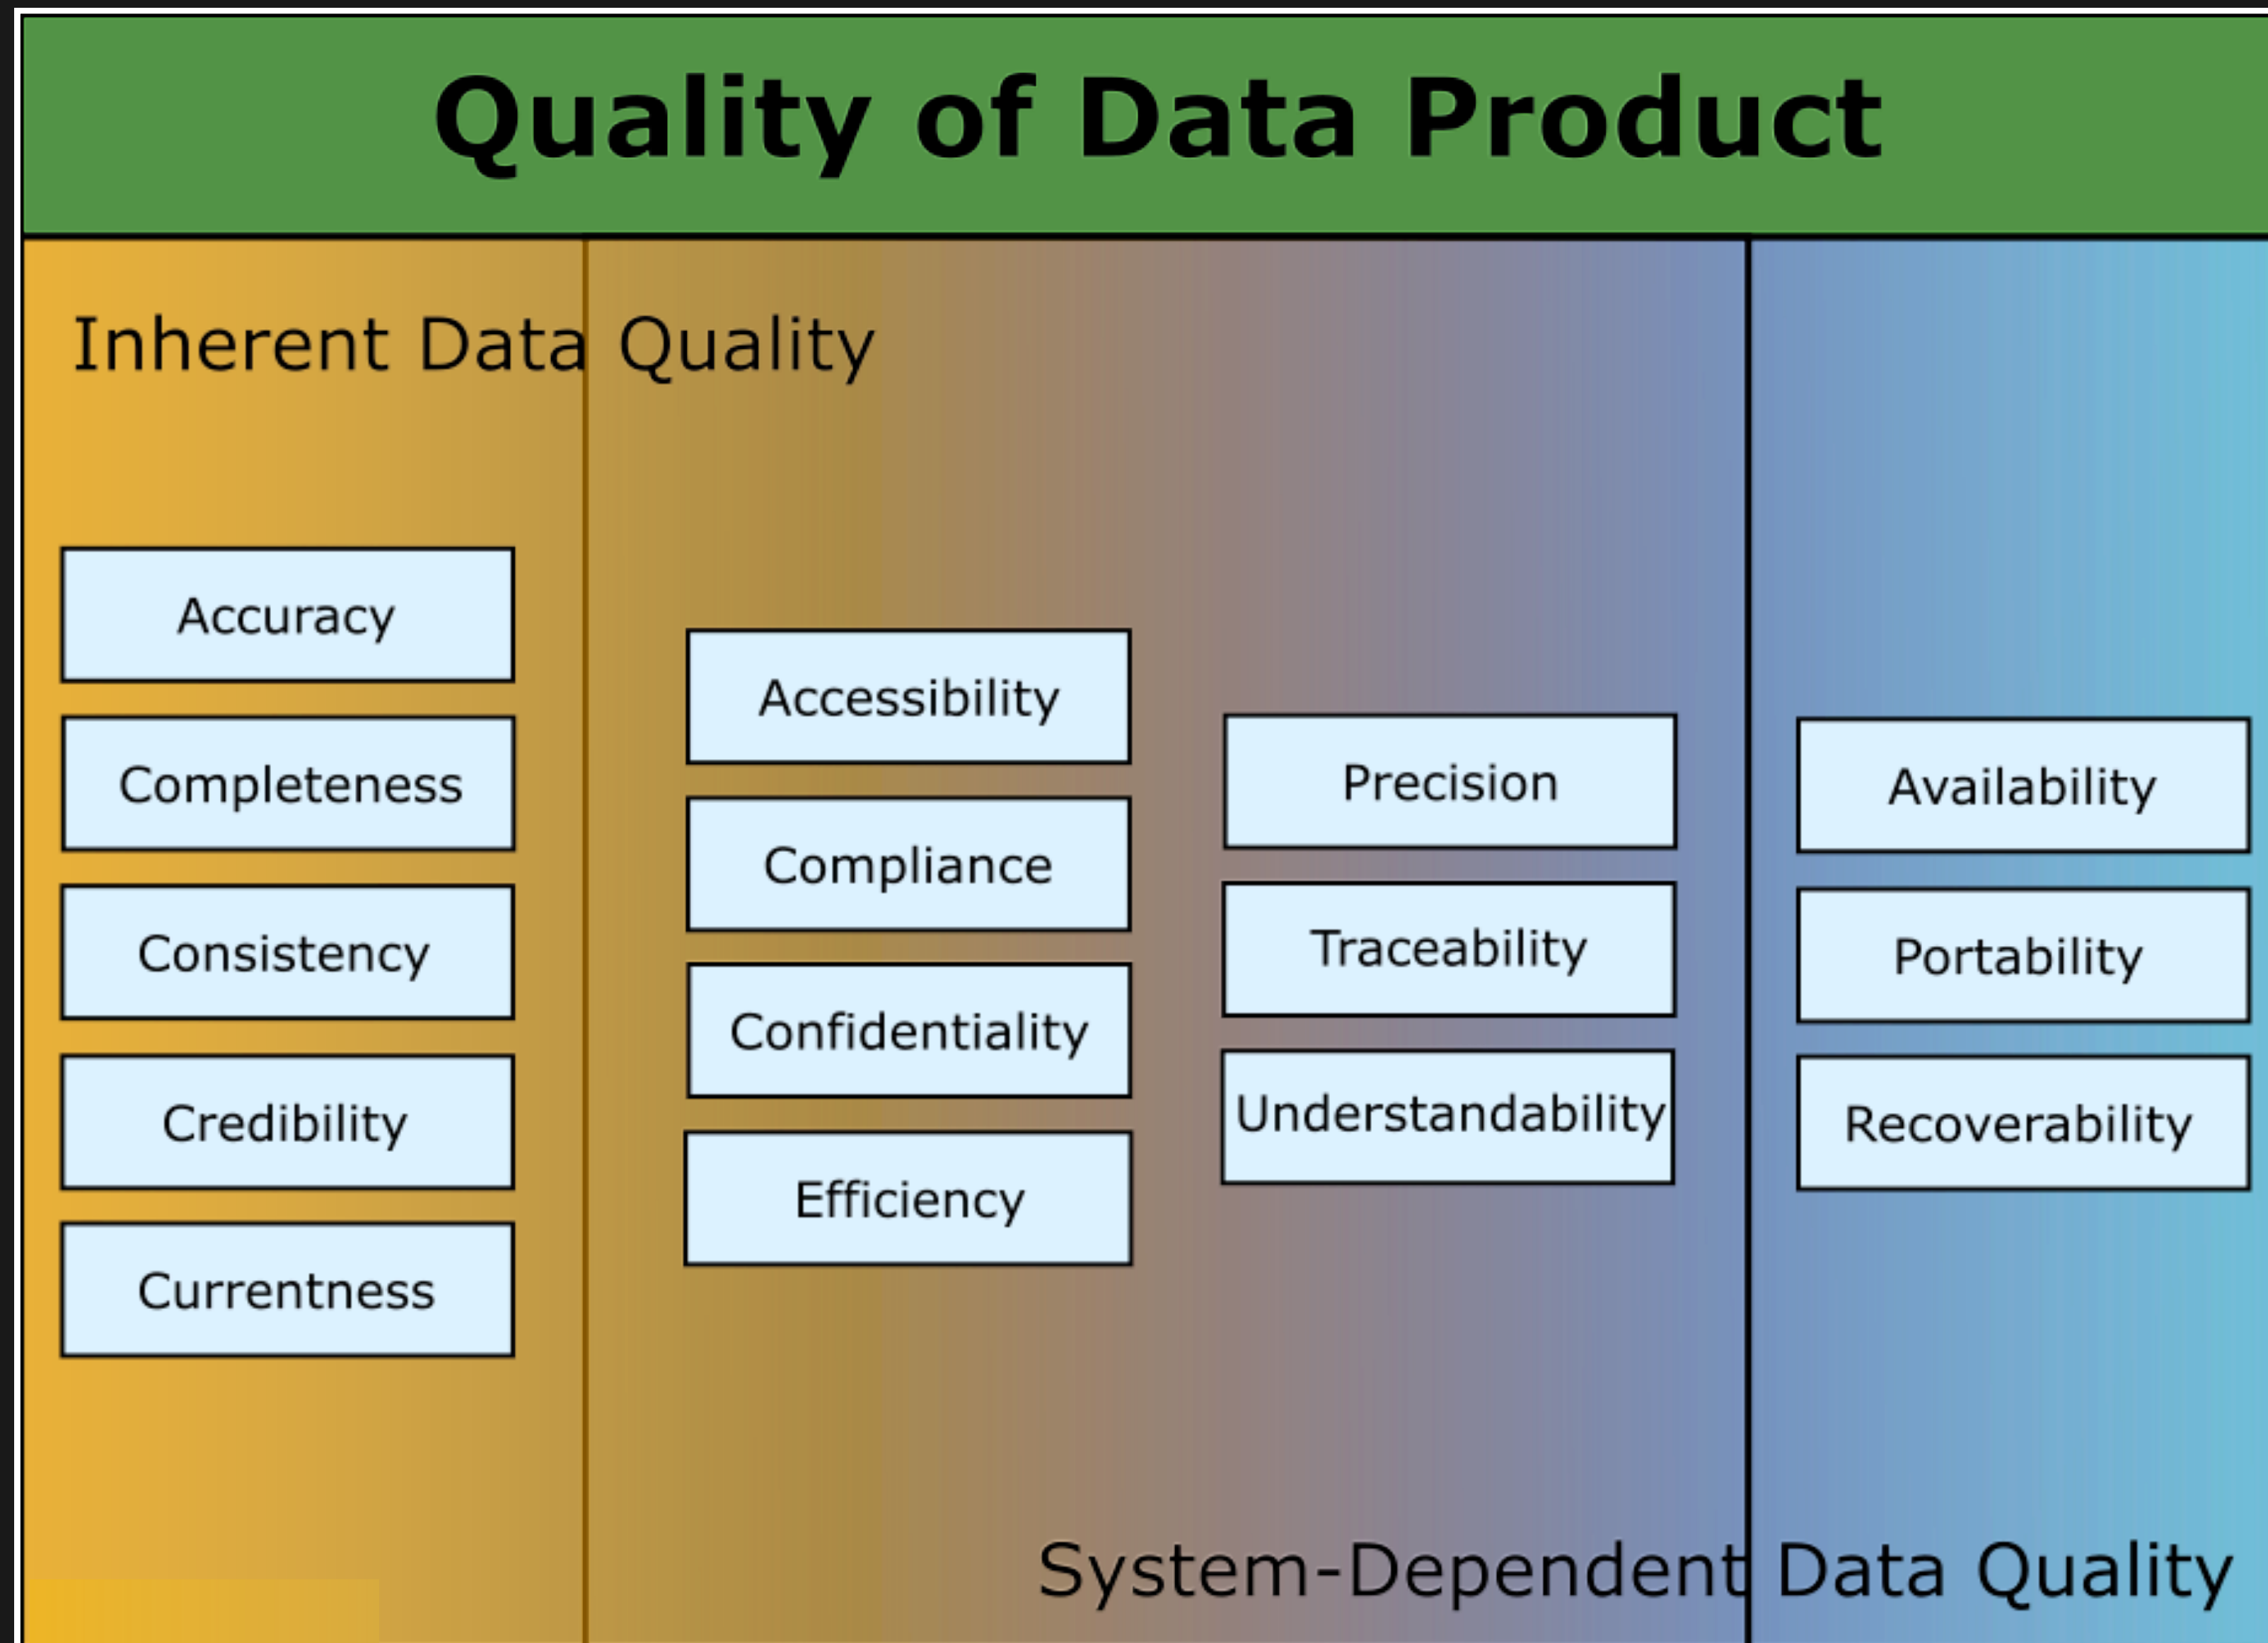 Quality of Data Product
Inherent Data Quality
Accuracy
Completeness
Consistency
Credibility
Currentness
Accessibility
Compliance
Confidentiality
Efficiency
Precision
Traceability
Understandability
Availability
Portability
Recoverability
System-Dependent Data Quality